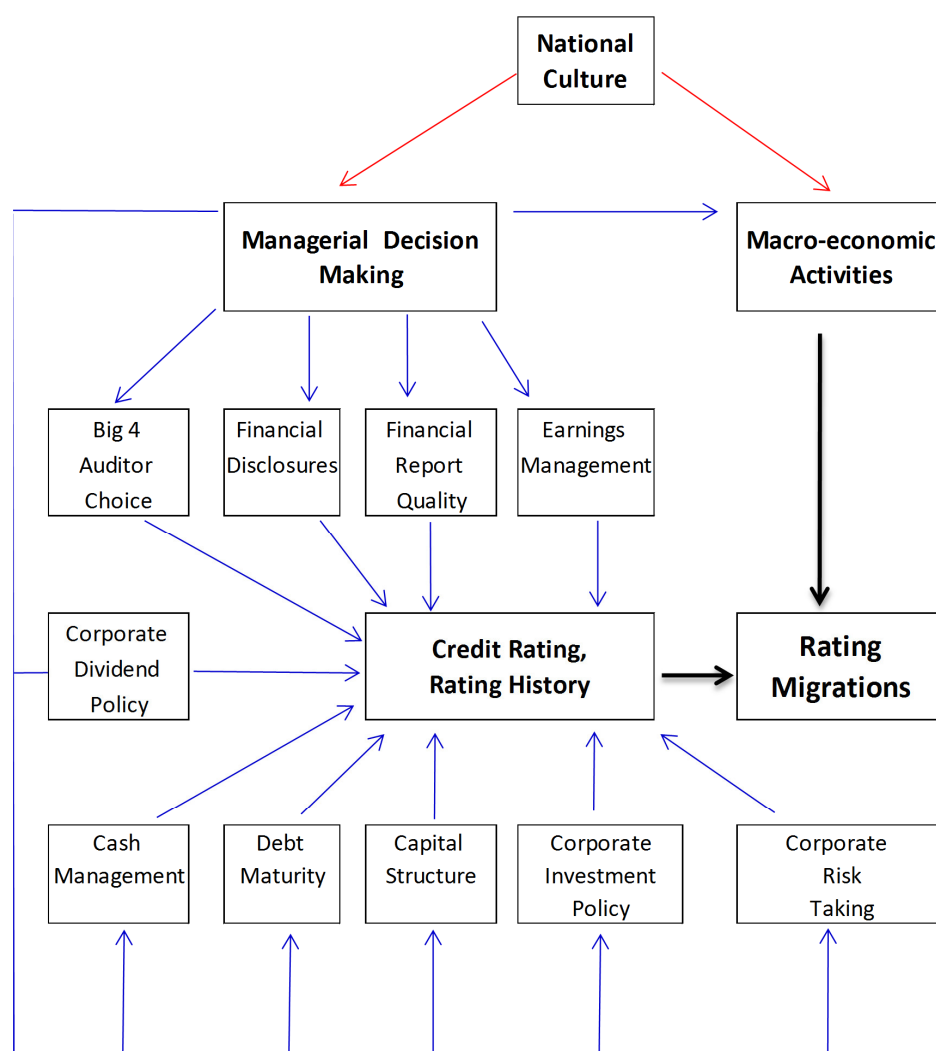 National
Culture
Managerial Decision
Making
Macro-economic
Activities
Big 4
Auditor
Choice
Financial
Disclosures
Financial
Report
Quality
Earnings
Management
Corporate
Dividend
Policy
Credit Rating,
Rating History
Rating
Migrations
Cash
Management
Debt
Maturity
Capital
Structure
Corporate
Investment
Policy
Corporate
Risk
Taking